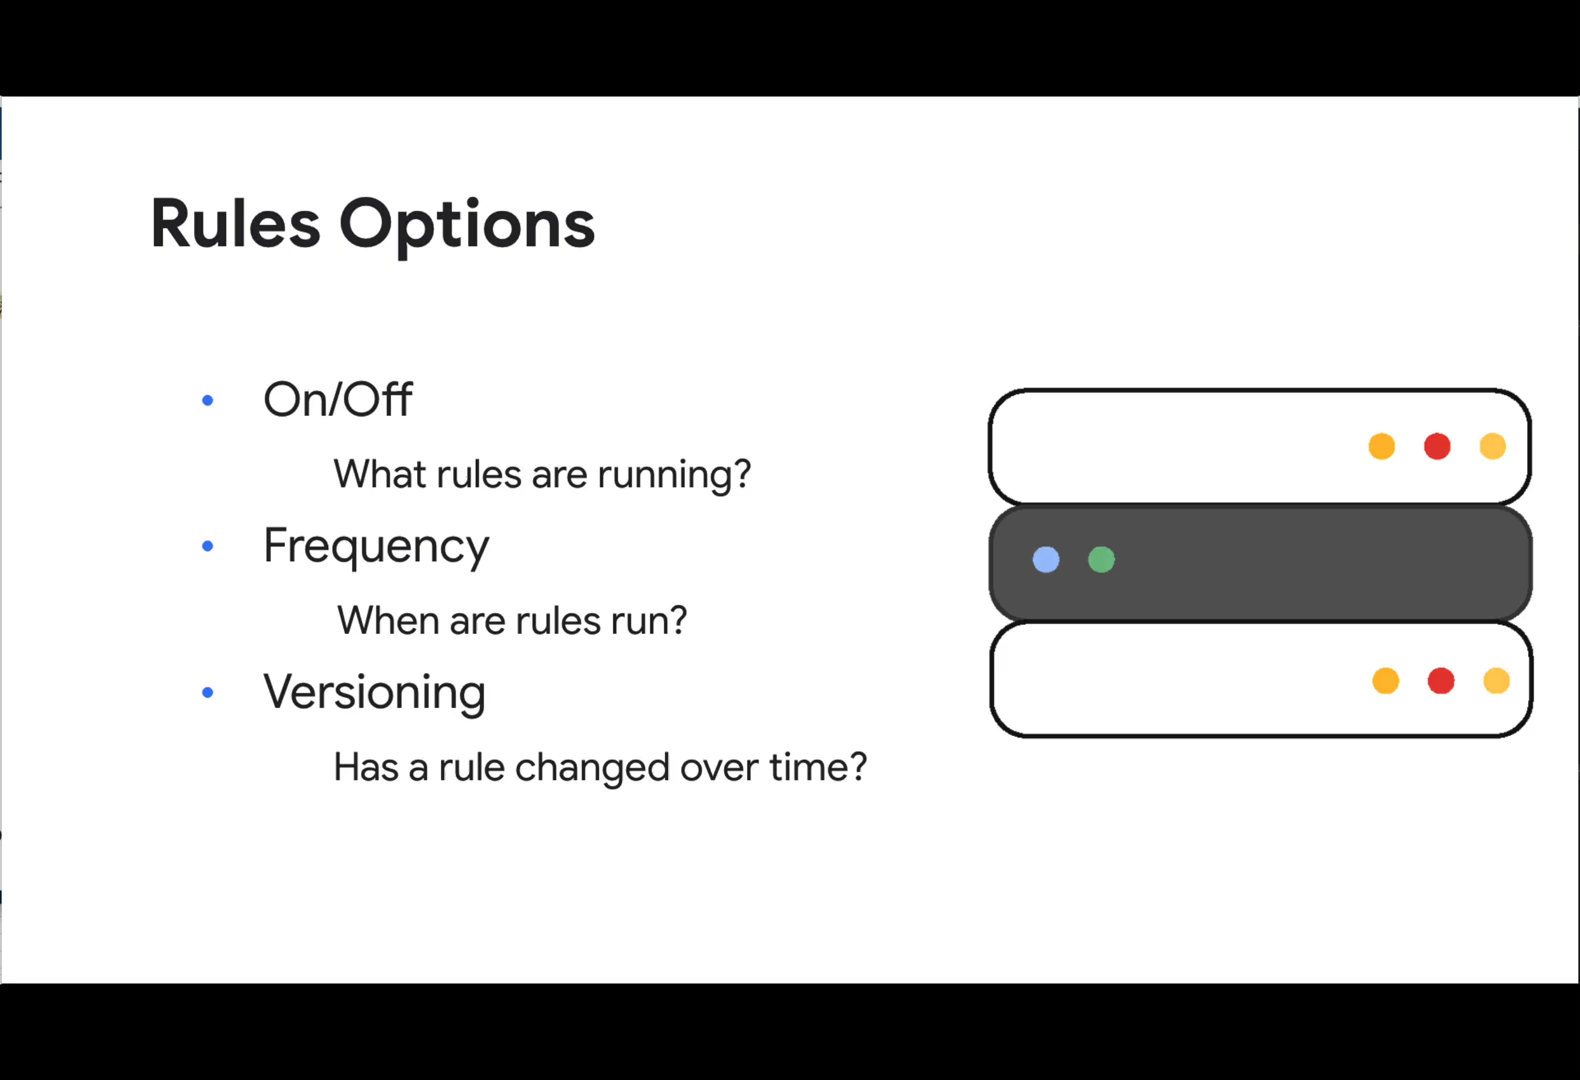 Rules Options
• On/Off
What rules are running?
• Frequency
When are rules run?
• Versioning
Has a rule changed over time?